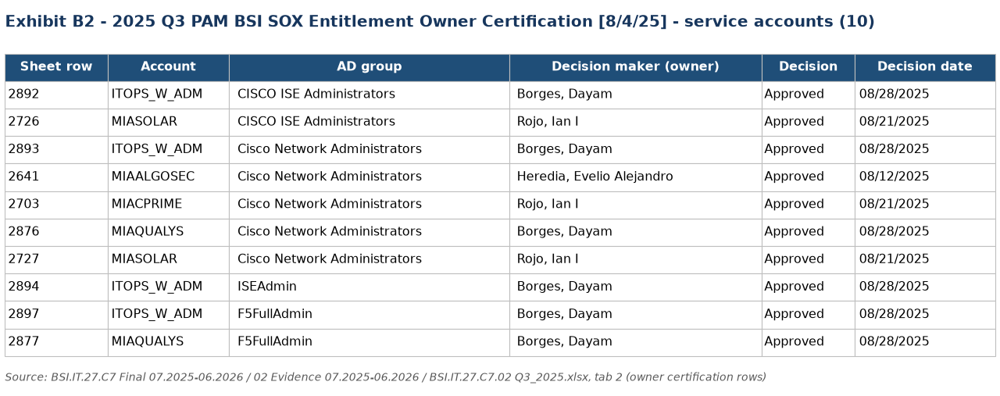 Exhibit B2 - 2025 Q3 PAM BSI SOX Entitlement Owner Certification [8/4/25] - service accounts (10)
Sheet row Account AD group Decision maker (owner) Decision Decision date
2892 ITOPS_W_ADM CISCO ISE Administrators Borges, Dayam Approved 08/28/2025
2726 MIASOLAR CISCO ISE Administrators Rojo, Ian I Approved 08/21/2025
2893 ITOPS_W_ADM Cisco Network Administrators Borges, Dayam Approved 08/28/2025
2641 MIAALGOSEC Cisco Network Administrators Heredia, Evelio Alejandro Approved 08/12/2025
2703 MIACPRIME Cisco Network Administrators Rojo, Ian I Approved 08/21/2025
2876 MIAQUALYS Cisco Network Administrators Borges, Dayam Approved 08/28/2025
2727 MIASOLAR Cisco Network Administrators Rojo, Ian I Approved 08/21/2025
2894 ITOPS_W_ADM ISEAdmin Borges, Dayam Approved 08/28/2025
2897 ITOPS_W_ADM F5FullAdmin Borges, Dayam Approved 08/28/2025
2877 MIAQUALYS F5FullAdmin Borges, Dayam Approved 08/28/2025
Source: BSI.IT.27.C7 Final 07.2025-06.2026 / 02 Evidence 07.2025-06.2026 / BSI.IT.27.C7.02 Q3_2025.xlsx, tab 2 (owner certification rows)